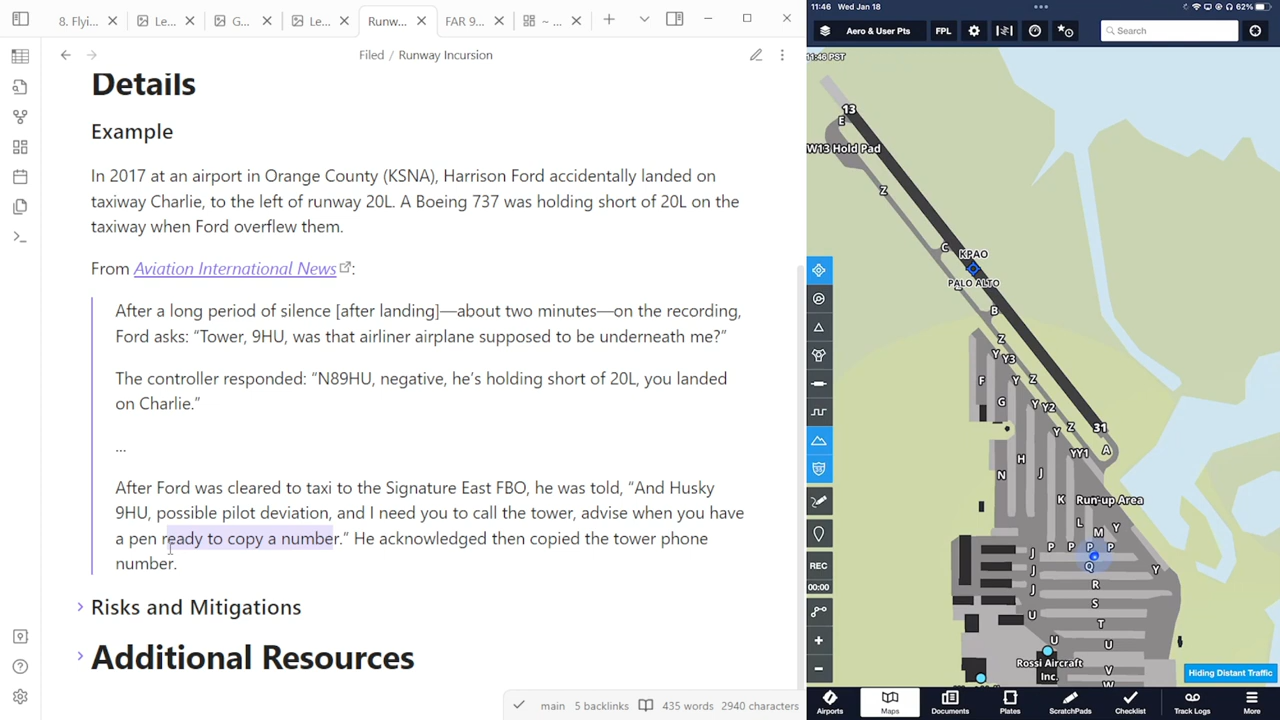 8. Flyi...
Le...
G...
Le...
Runw...
FAR 9...
~ ...
Filed / Runway Incursion
Details
Example
In 2017 at an airport in Orange County (KSNA), Harrison Ford accidentally landed on
taxiway Charlie, to the left of runway 20L. A Boeing 737 was holding short of 20L on the
taxiway when Ford overflew them.
From Aviation International News:
After a long period of silence [after landing]—about two minutes—on the recording,
Ford asks: “Tower, 9HU, was that airliner airplane supposed to be underneath me?”
The controller responded: “N89HU, negative, he’s holding short of 20L, you landed
on Charlie.”
...
After Ford was cleared to taxi to the Signature East FBO, he was told, “And Husky
9HU, possible pilot deviation, and I need you to call the tower, advise when you have
a pen ready to copy a number.” He acknowledged then copied the tower phone
number.
Risks and Mitigations
Additional Resources
main 5 backlinks 435 words 2940 characters
11:46 Wed Jan 18
62%
Aero & User Pts
FPL
Search
11:46 PST
13
E
W13 Hold Pad
Z
C
KPAO
PALO ALTO
B
Z
Y Y3
F
Y
Z
G
Y Y2
31
Z
Y
YY1
A
H
N
J
K
Run-up Area
L
M
Y
J
P
P
P
P
Q
Y
J
R
J
S
U
T
U
U
Rossi Aircraft
Inc.
V
W
REC
00:00
Hiding Distant Traffic
Airports
Maps
Documents
Plates
ScratchPads
Checklist
Track Logs
More